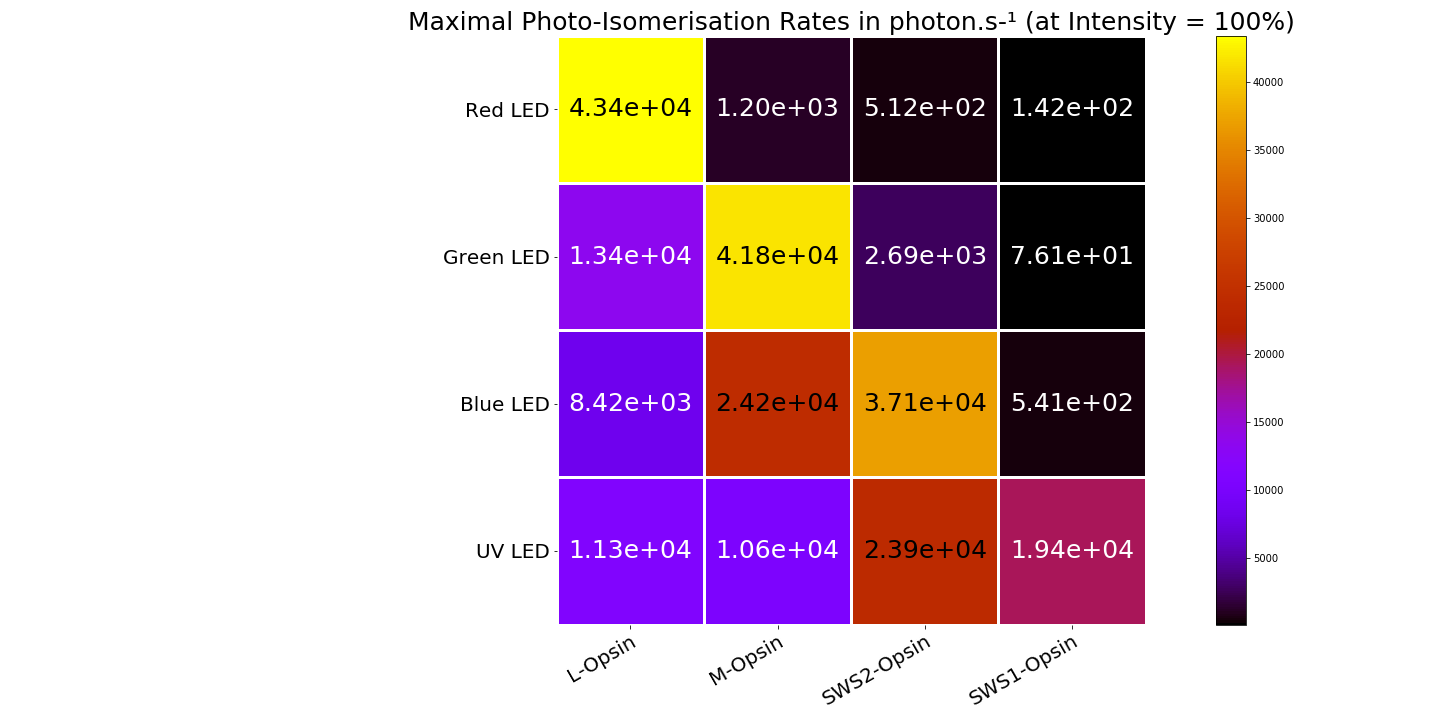 Maximal Photo-Isomerisation Rates in photon.s-¹ (at Intensity = 100%)
Red LED 4.34e+04 1.20e+03 5.12e+02 1.42e+02
Green LED 1.34e+04 4.18e+04 2.69e+03 7.61e+01
Blue LED 8.42e+03 2.42e+04 3.71e+04 5.41e+02
UV LED 1.13e+04 1.06e+04 2.39e+04 1.94e+04
L-Opsin M-Opsin SWS2-Opsin SWS1-Opsin
40000
35000
30000
25000
20000
15000
10000
5000